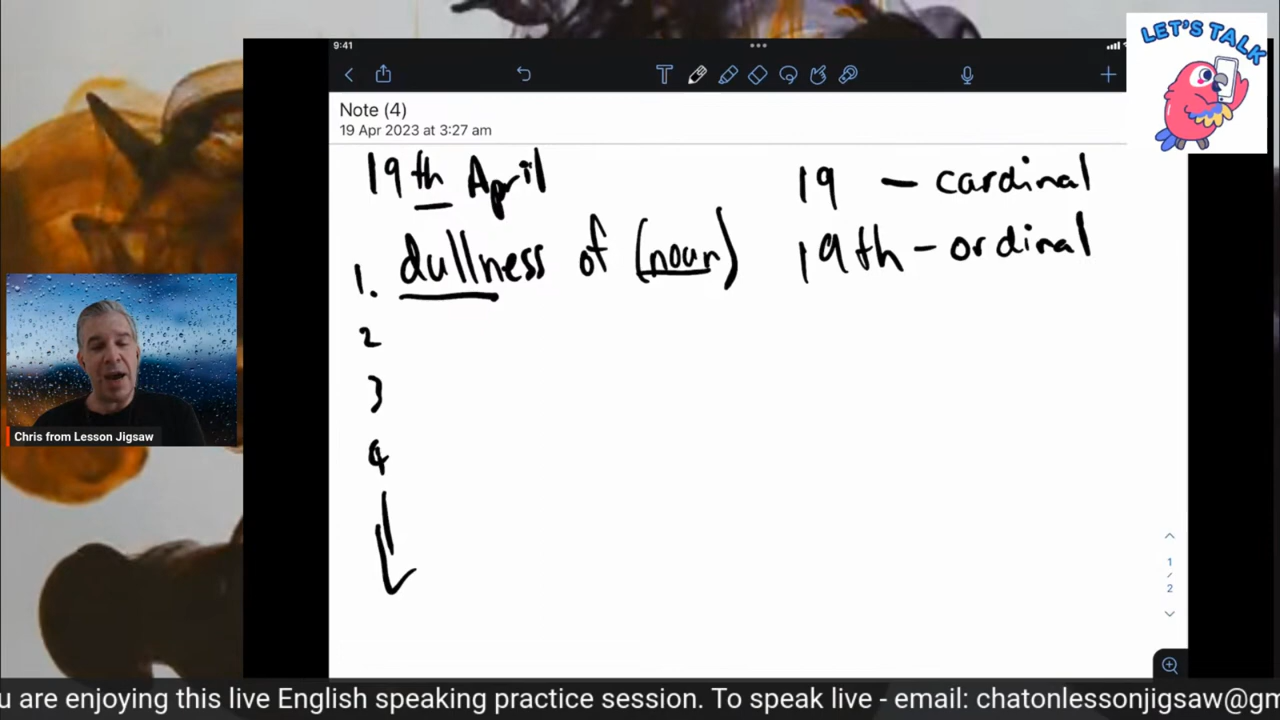 LET'S TALK
9:41
Note (4)
19 Apr 2023 at 3:27 am
19th April
19 - cardinal
1. dullness of (noun)
19th - ordinal
2
3
4
1
/
2
Chris from Lesson Jigsaw
u are enjoying this live English speaking practice session. To speak live - email: chatonlessonjigsaw@gm